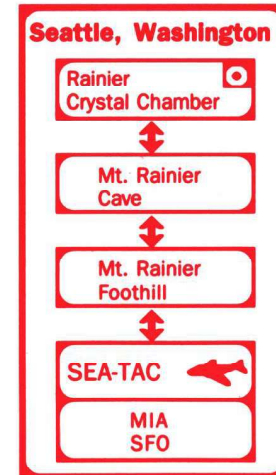 Seattle, Washington
Rainier
Crystal Chamber
Mt. Rainier
Cave
Mt. Rainier
Foothill
SEA-TAC
MIA
SFO